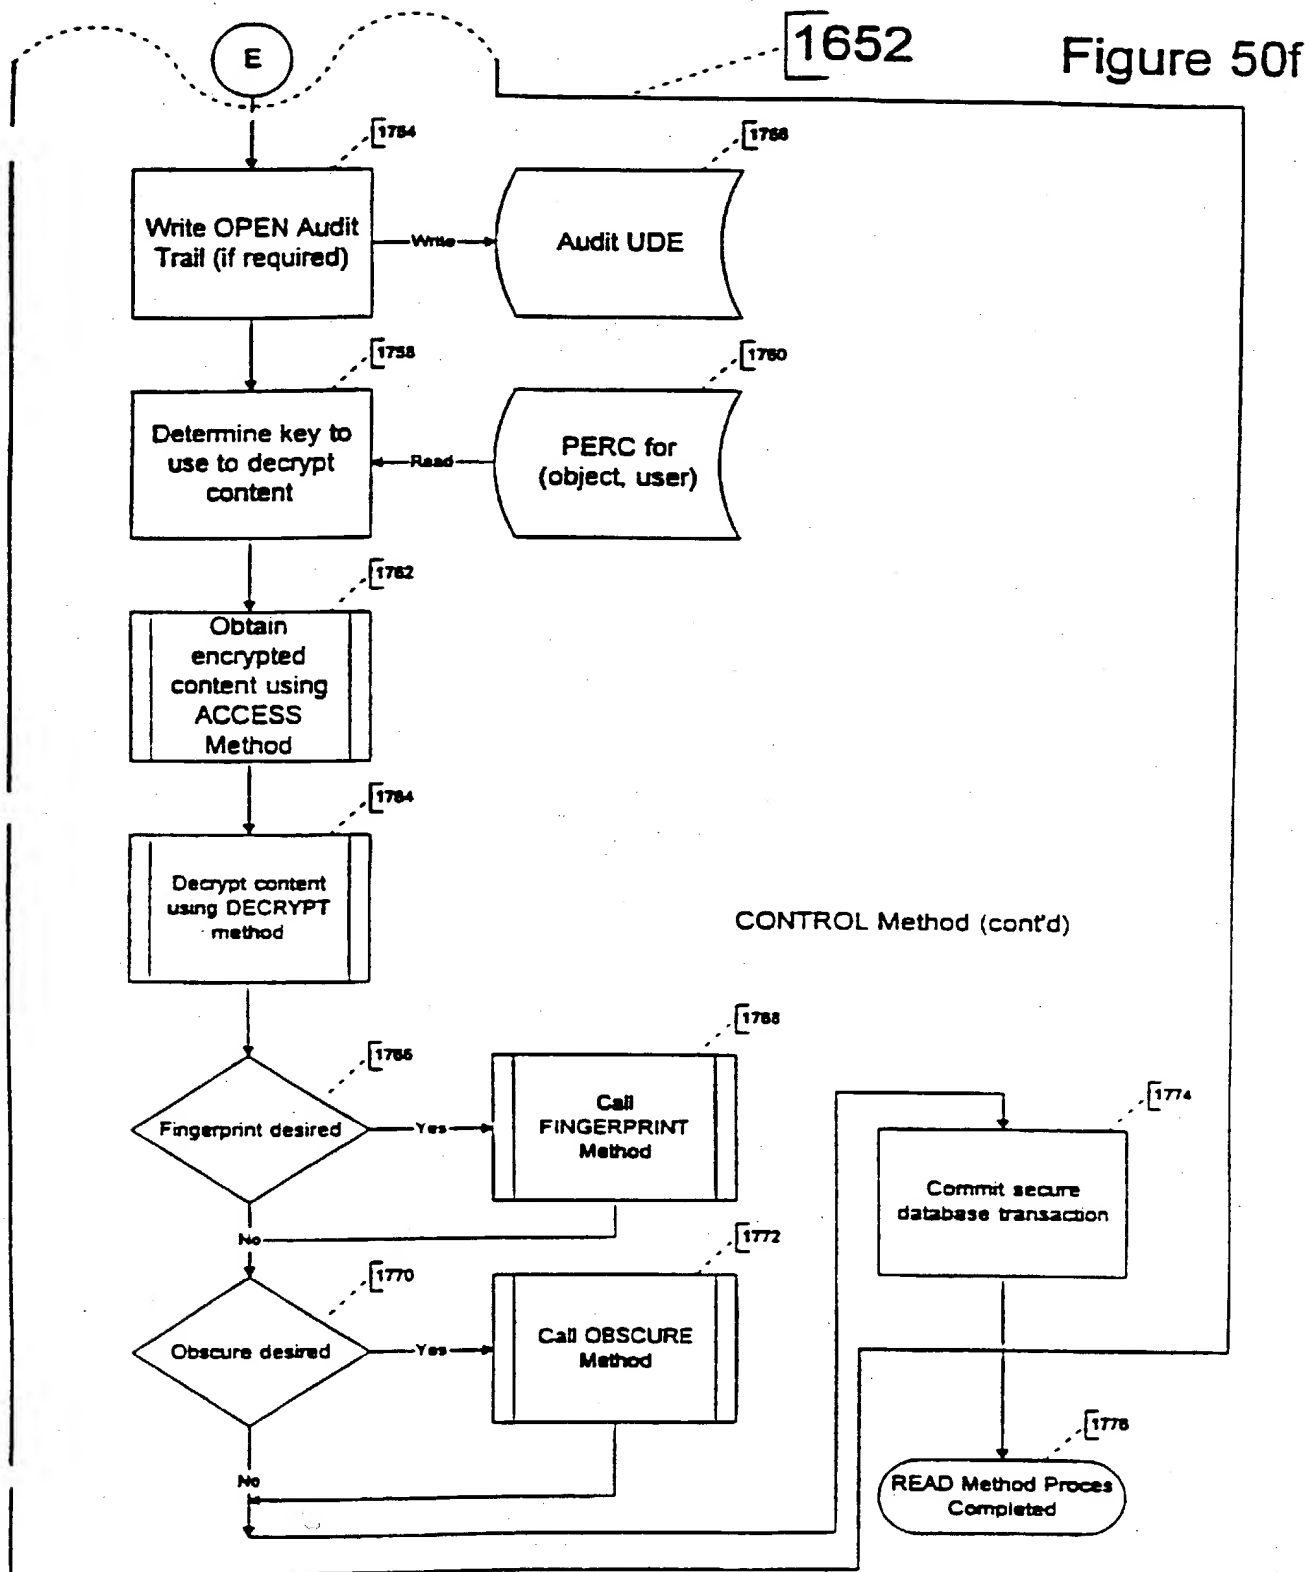 E
1652
Figure 50f
1754
1756
Write OPEN Audit
Trail (if required)
Write
Audit UDE
1758
1760
Determine key to
use to decrypt
content
Read
PERC for
(object, user)
1762
Obtain
encrypted
content using
ACCESS
Method
1764
Decrypt content
using DECRYPT
method
CONTROL Method (cont'd)
1766
1768
Fingerprint desired
Yes
Call
FINGERPRINT
Method
1774
Commit secure
database transaction
No
1770
1772
Obscure desired
Yes
Call OBSCURE
Method
No
1776
READ Method Proces
Completed